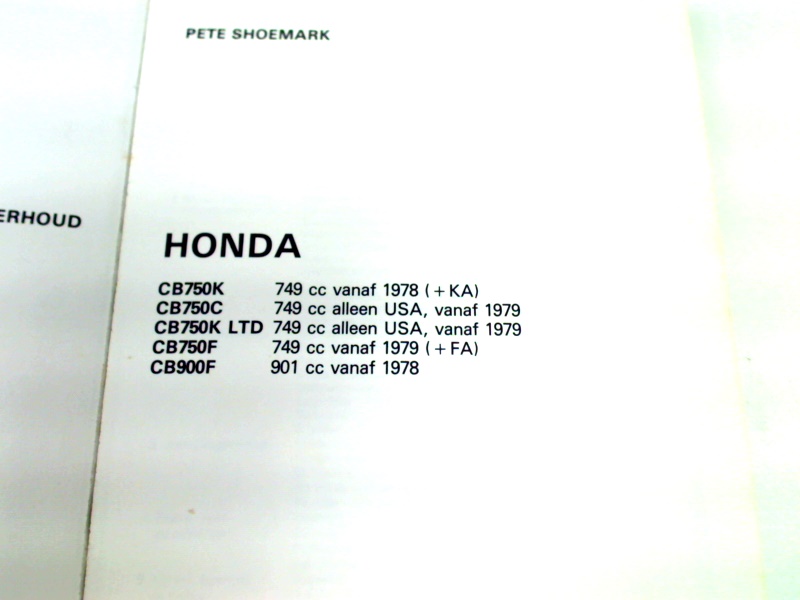 PETE SHOEMARK
ERHOUD
HONDA
CB750K 749 cc vanaf 1978 (+KA)
CB750C 749 cc alleen USA, vanaf 1979
CB750K LTD 749 cc alleen USA, vanaf 1979
CB750F 749 cc vanaf 1979 (+FA)
CB900F 901 cc vanaf 1978